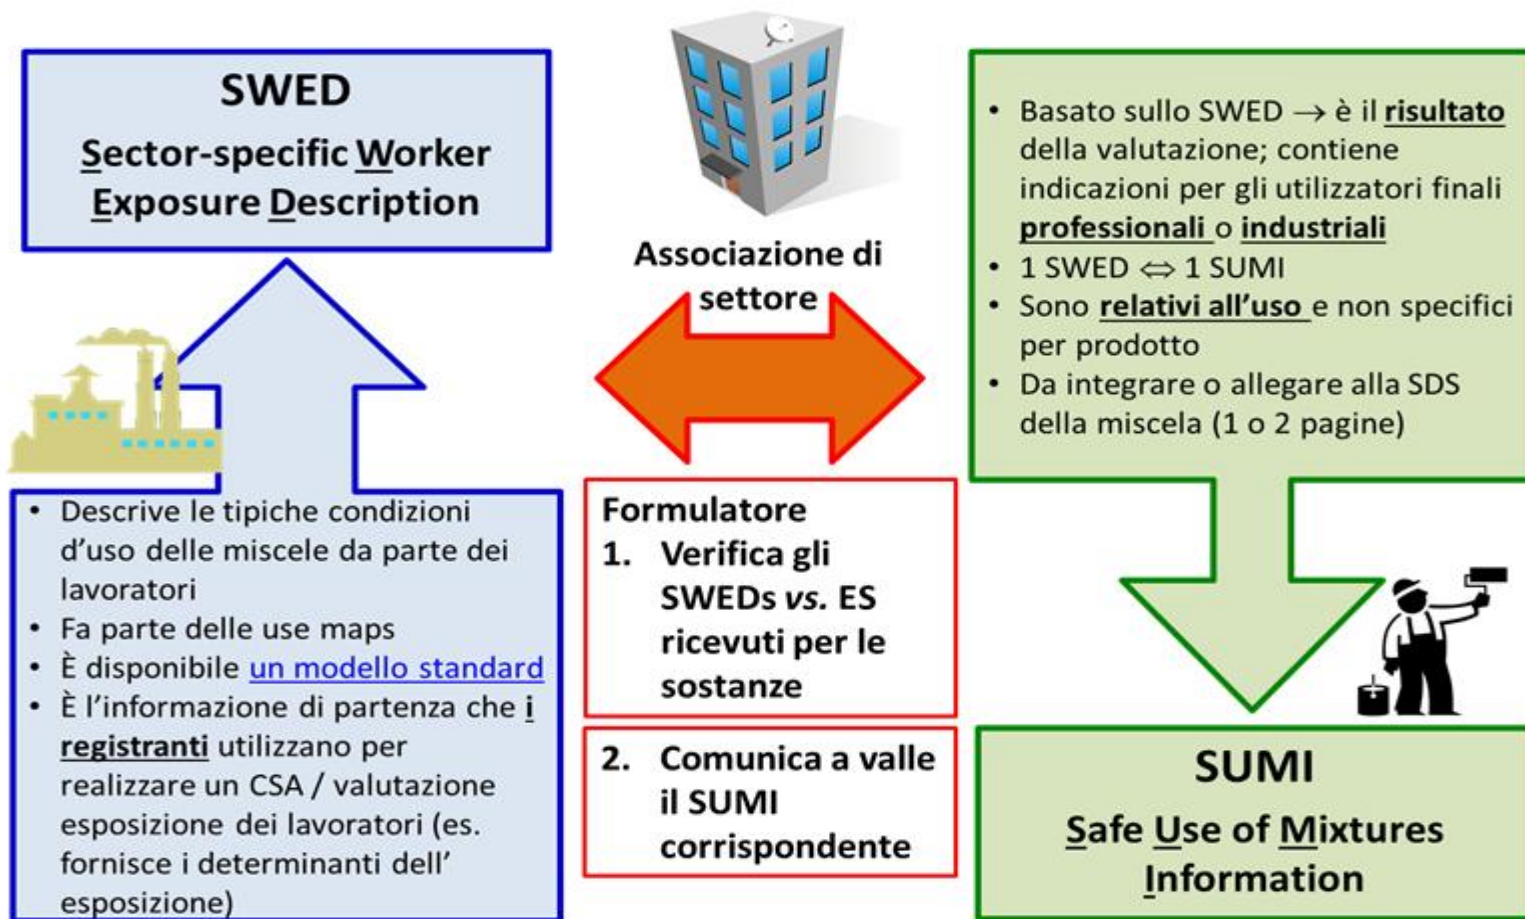 SWED
Sector-specific Worker
Exposure Description
• Descrive le tipiche condizioni
d'uso delle miscele da parte dei
lavoratori
• Fa parte delle use maps
• È disponibile un modello standard
• È l'informazione di partenza che i
registranti utilizzano per
realizzare un CSA / valutazione
esposizione dei lavoratori (es.
fornisce i determinanti dell'
esposizione)
Associazione di
settore
Formulatore
1. Verifica gli
SWEDs vs. ES
ricevuti per le
sostanze
2. Comunica a valle
il SUMI
corrispondente
• Basato sullo SWED → è il risultato
della valutazione; contiene
indicazioni per gli utilizzatori finali
professionali o industriali
• 1 SWED ⇔ 1 SUMI
• Sono relativi all'uso e non specifici
per prodotto
• Da integrare o allegare alla SDS
della miscela (1 o 2 pagine)
SUMI
Safe Use of Mixtures
Information